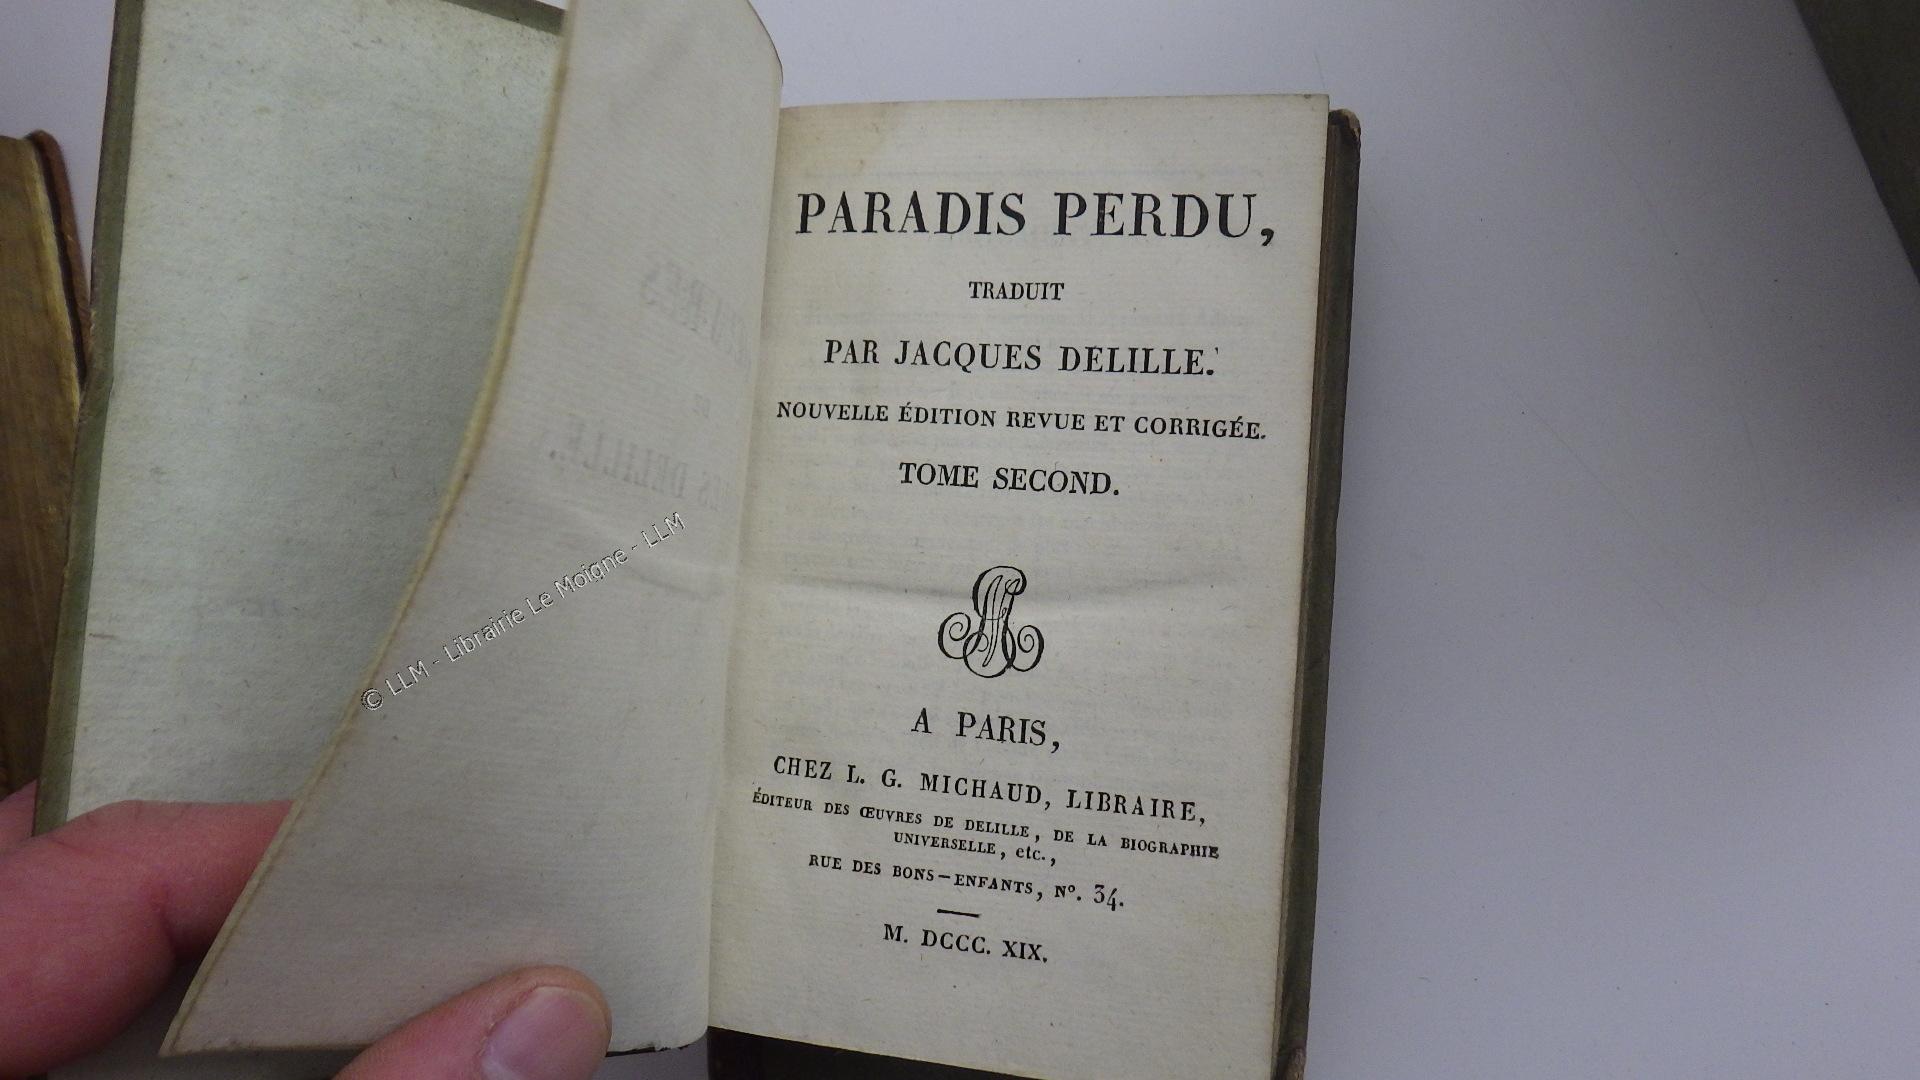 PARADIS PERDU,
TRADUIT
PAR JACQUES DELILLE.
NOUVELLE ÉDITION REVUE ET CORRIGÉE.
TOME SECOND.
A PARIS,
CHEZ L. G. MICHAUD, LIBRAIRE,
ÉDITEUR DES ŒUVRES DE DELILLE, DE LA BIOGRAPHIE
UNIVERSELLE, etc.,
RUE DES BONS-ENFANTS, Nº. 34.
M. DCCC. XIX.
© LLM - Librairie Le Moigne - LLM